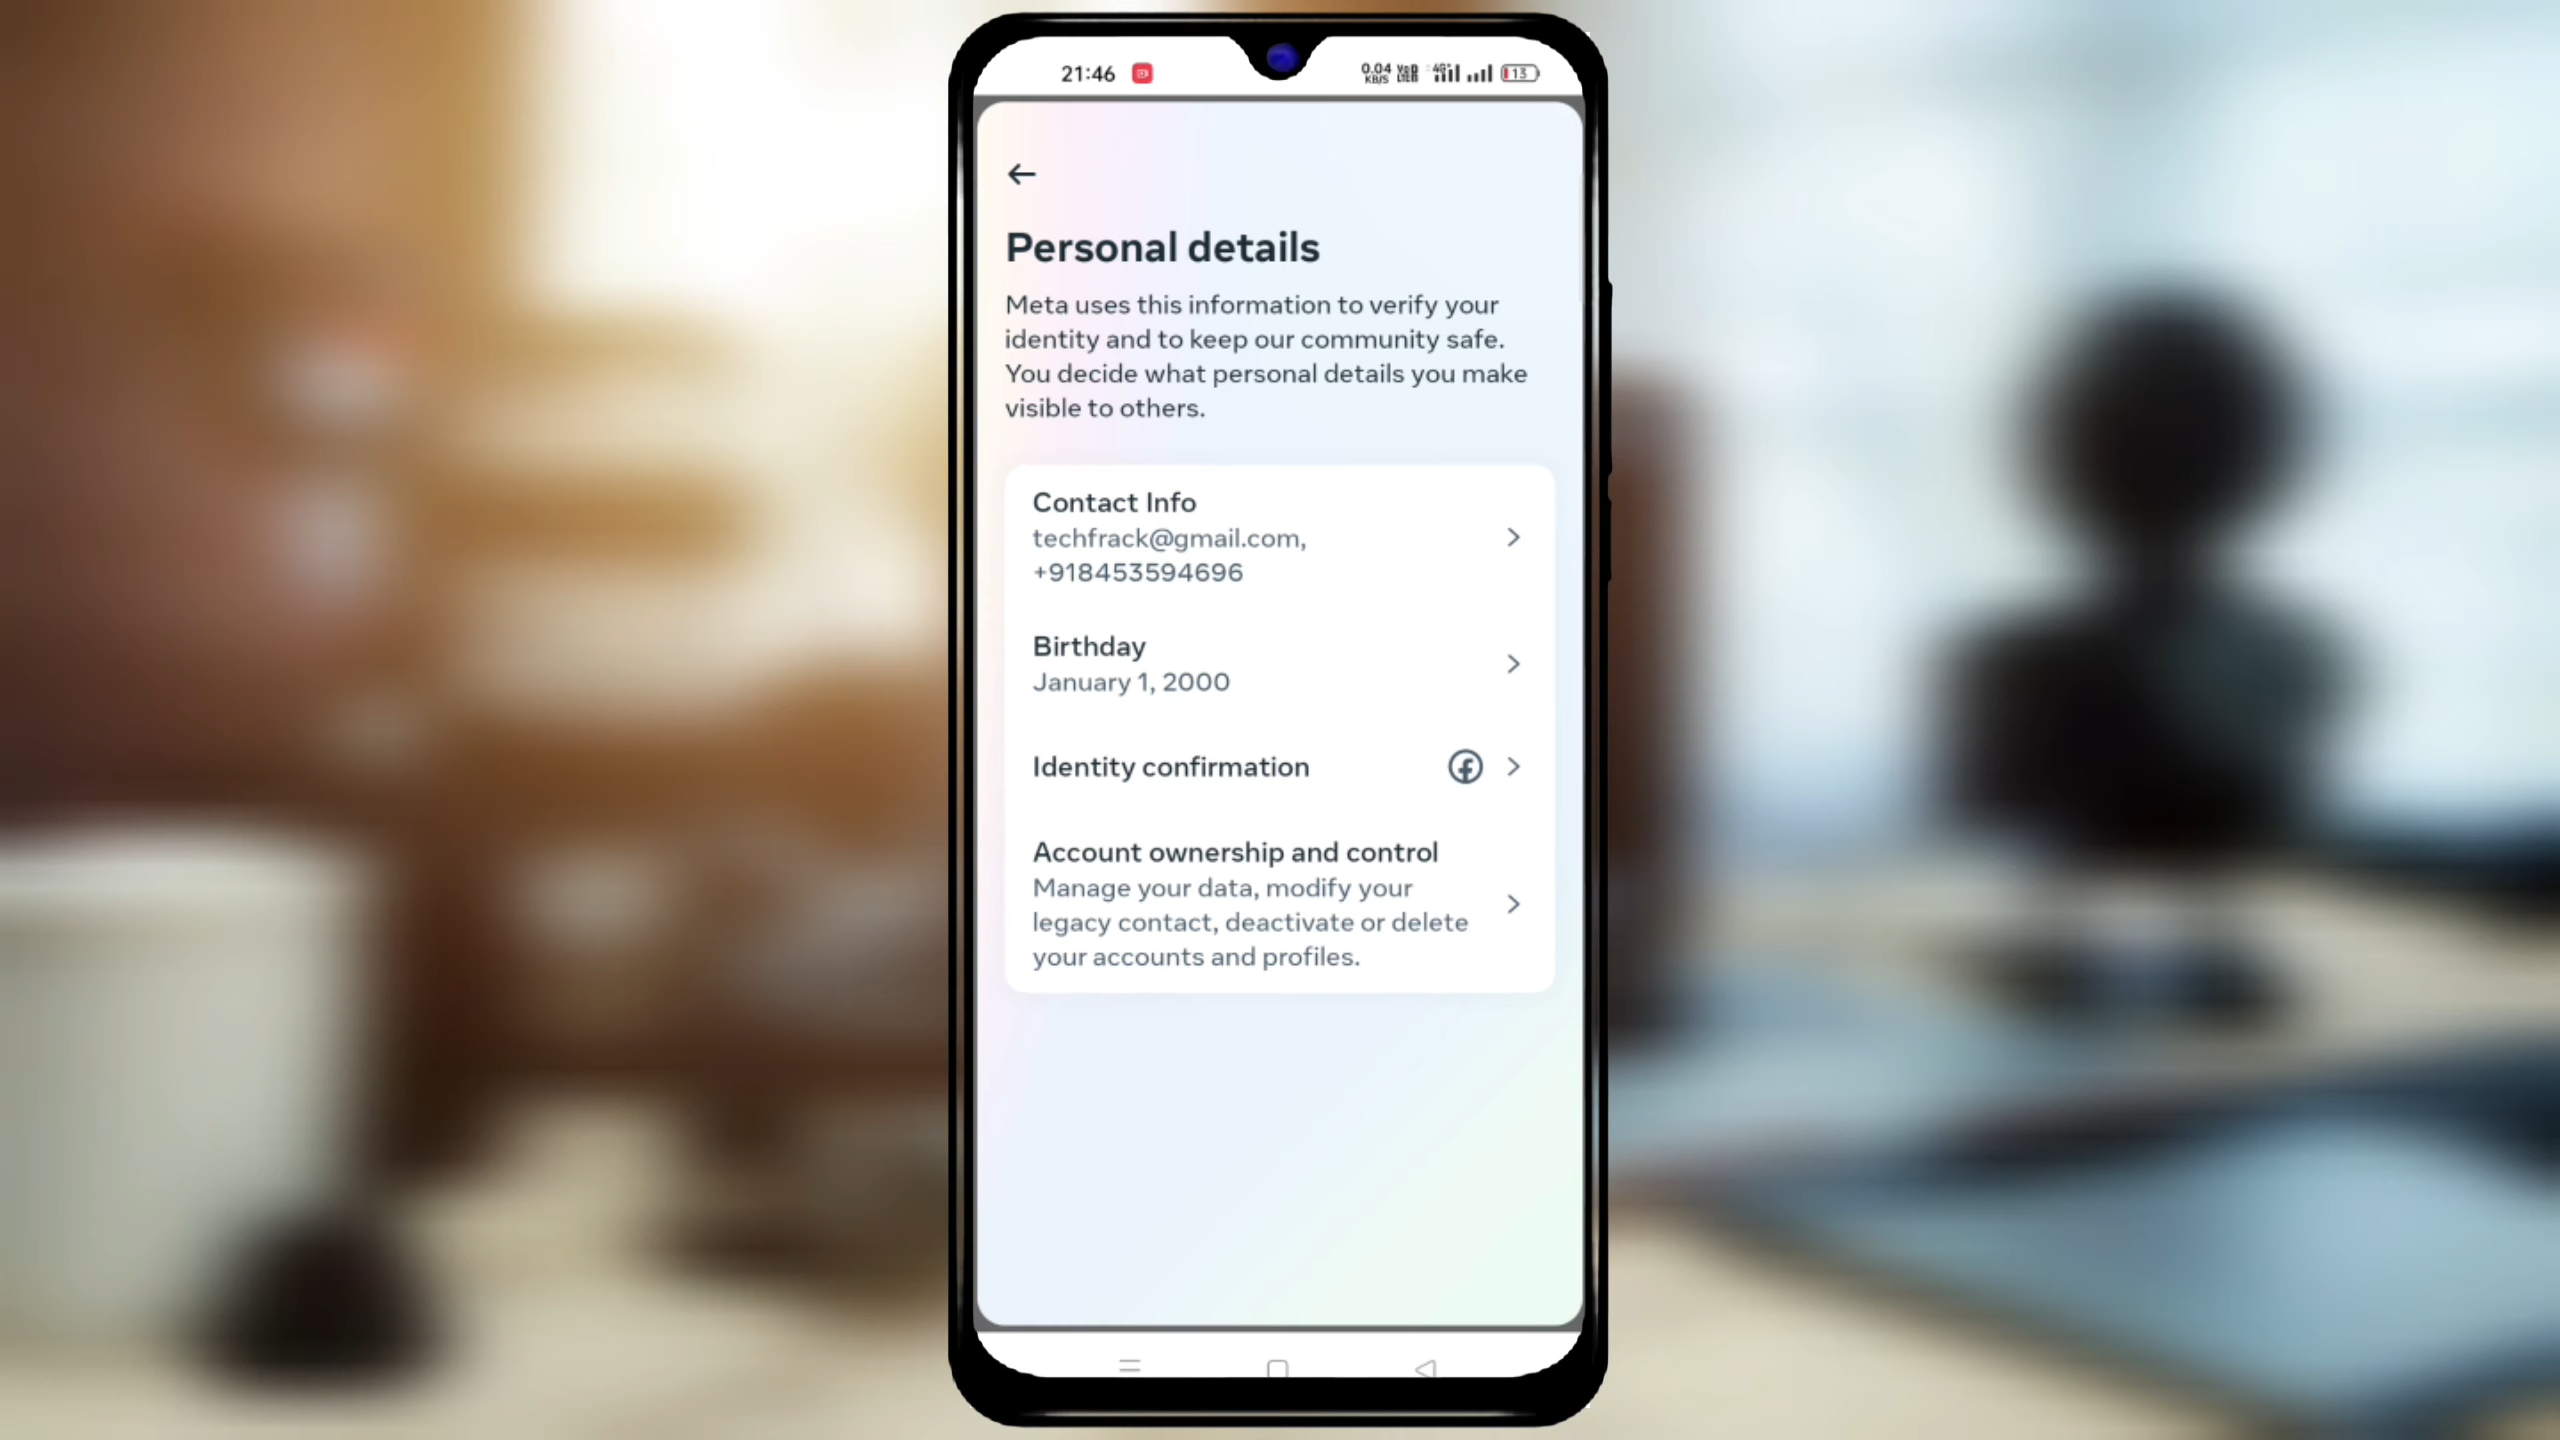 21:46
0.04 KB/S
4G+
13
Personal details
Meta uses this information to verify your
identity and to keep our community safe.
You decide what personal details you make
visible to others.
Contact Info
techfrack@gmail.com,
+918453594696
Birthday
January 1, 2000
Identity confirmation
Account ownership and control
Manage your data, modify your
legacy contact, deactivate or delete
your accounts and profiles.